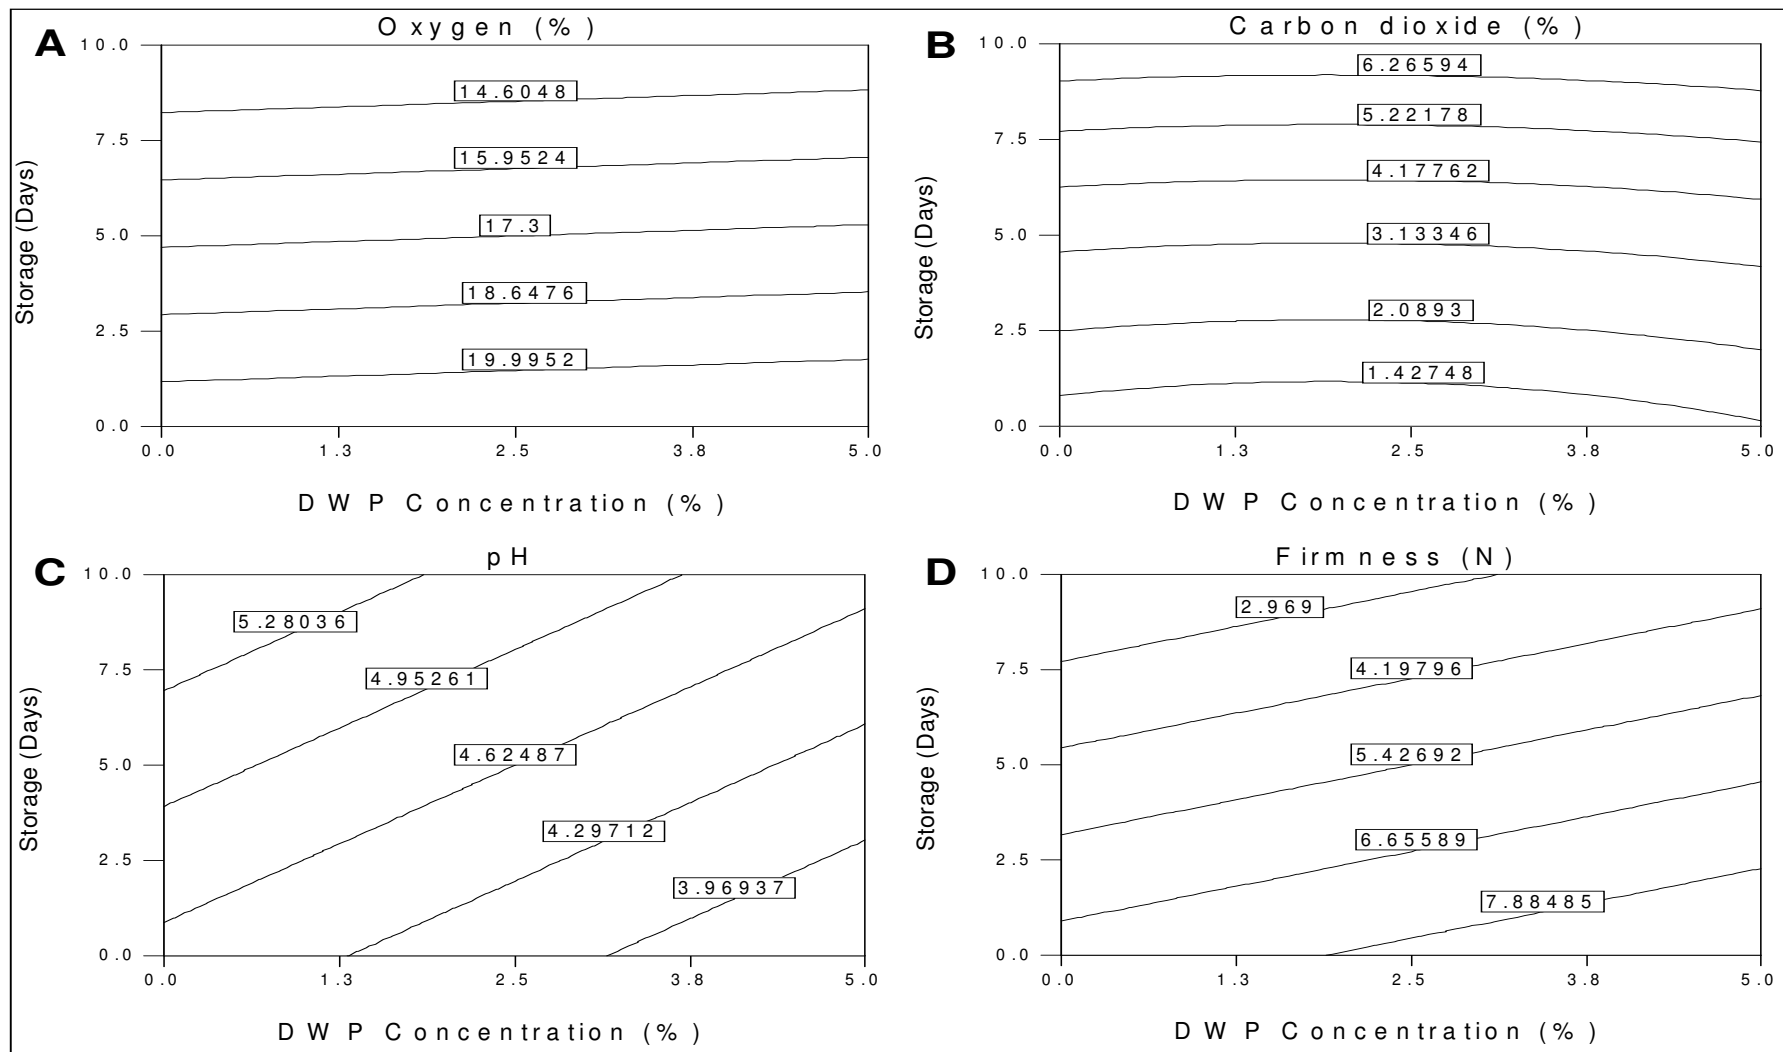 A
Oxygen (%)
10.0
14.6048
7.5
15.9524
Storage (Days)
5.0
17.3
18.6476
2.5
19.9952
0.0
0.0 1.3 2.5 3.8 5.0
DWP Concentration (%)
B
Carbon dioxide (%)
10.0
6.26594
5.22178
7.5
4.17762
Storage (Days)
5.0
3.13346
2.0893
2.5
1.42748
0.0
0.0 1.3 2.5 3.8 5.0
DWP Concentration (%)
C
pH
10.0
5.28036
7.5
4.95261
Storage (Days)
5.0
4.62487
4.29712
2.5
3.96937
0.0
0.0 1.3 2.5 3.8 5.0
DWP Concentration (%)
D
Firmness (N)
10.0
2.969
7.5
4.19796
Storage (Days)
5.0
5.42692
6.65589
2.5
7.88485
0.0
0.0 1.3 2.5 3.8 5.0
DWP Concentration (%)